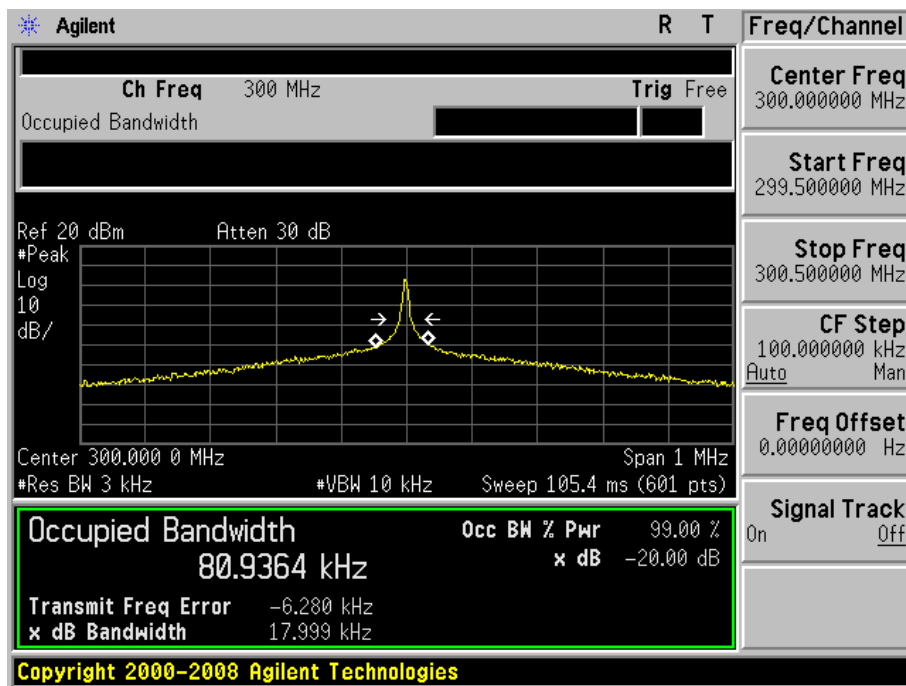 Agilent R T
Freq/Channel
Ch Freq 300 MHz Trig Free
Occupied Bandwidth
Center Freq
300.000000 MHz
Start Freq
299.500000 MHz
Stop Freq
300.500000 MHz
CF Step
100.000000 kHz
Auto Man
Freq Offset
0.00000000 Hz
Signal Track
On Off
Ref 20 dBm Atten 30 dB
#Peak
Log
10
dB/
Center 300.000 0 MHz Span 1 MHz
#Res BW 3 kHz #VBW 10 kHz Sweep 105.4 ms (601 pts)
Occupied Bandwidth Occ BW % Pwr 99.00 %
80.9364 kHz x dB -20.00 dB
Transmit Freq Error -6.280 kHz
x dB Bandwidth 17.999 kHz
Copyright 2000-2008 Agilent Technologies